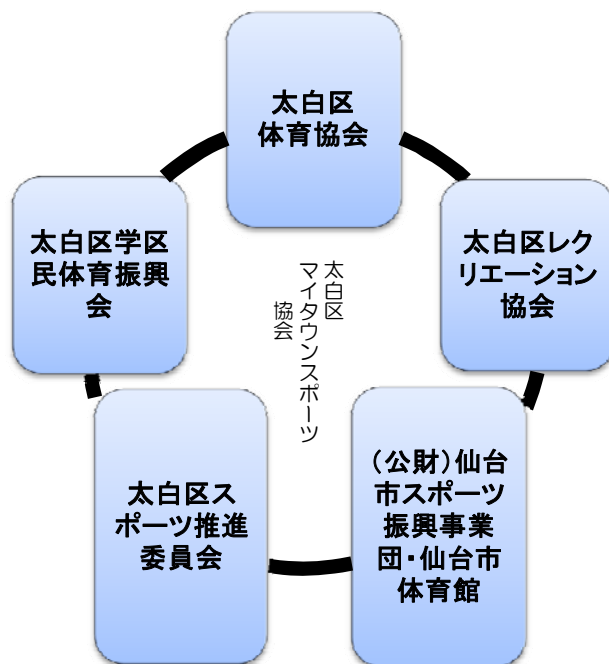 太白区
体育協会
太白区学区
民体育振興
会
太白区レク
リエーション
協会
太白区
マイタウンスポーツ
協会
太白区ス
ポーツ推進
委員会
（公財）仙台
市スポーツ
振興事業
団・仙台市
体育館